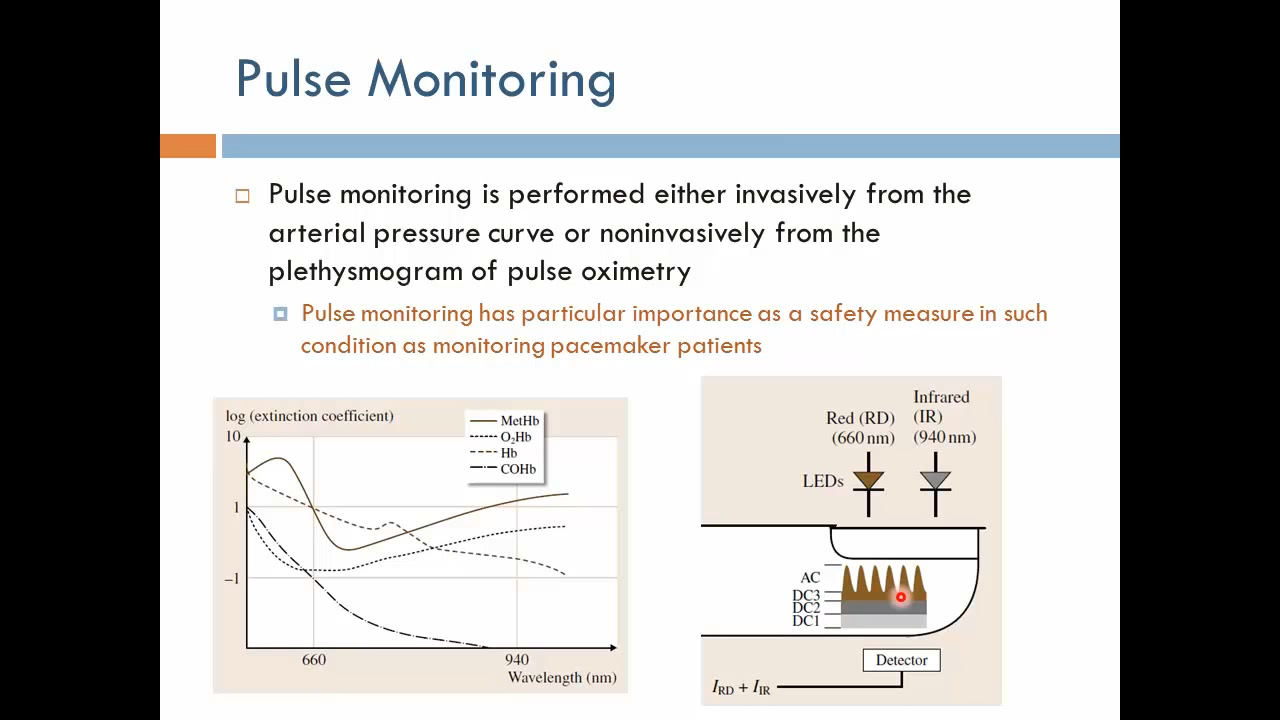 Pulse Monitoring
Pulse monitoring is performed either invasively from the
arterial pressure curve or noninvasively from the
plethysmogram of pulse oximetry
Pulse monitoring has particular importance as a safety measure in such
condition as monitoring pacemaker patients
log (extinction coefficient)
10
1
–1
MetHb
O₂Hb
Hb
COHb
660
940
Wavelength (nm)
Red (RD)
(660 nm)
Infrared
(IR)
(940 nm)
LEDs
AC
DC3
DC2
DC1
Detector
I_RD + I_IR